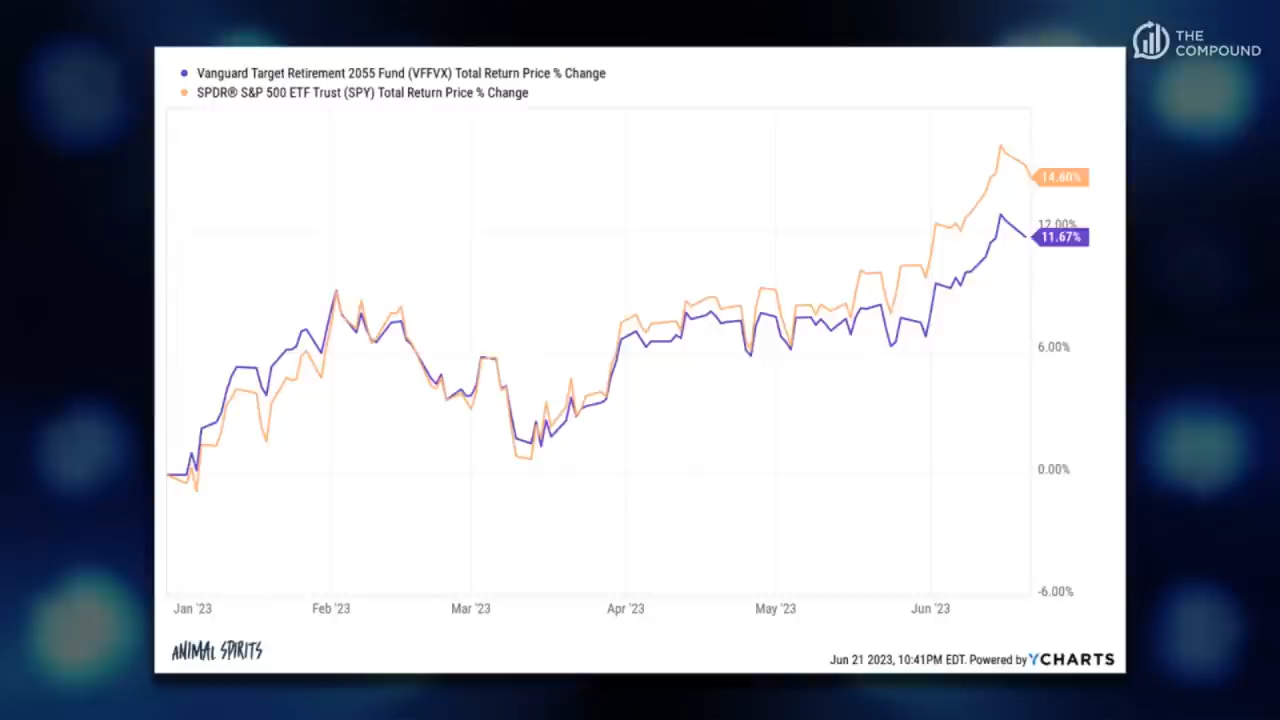 THE
COMPOUND
Vanguard Target Retirement 2055 Fund (VFFVX) Total Return Price % Change
SPDR® S&P 500 ETF Trust (SPY) Total Return Price % Change
14.60%
12.00%
11.67%
6.00%
0.00%
-6.00%
Jan '23
Feb '23
Mar '23
Apr '23
May '23
Jun '23
ANIMAL SPIRITS
Jun 21 2023, 10:41PM EDT. Powered by YCHARTS